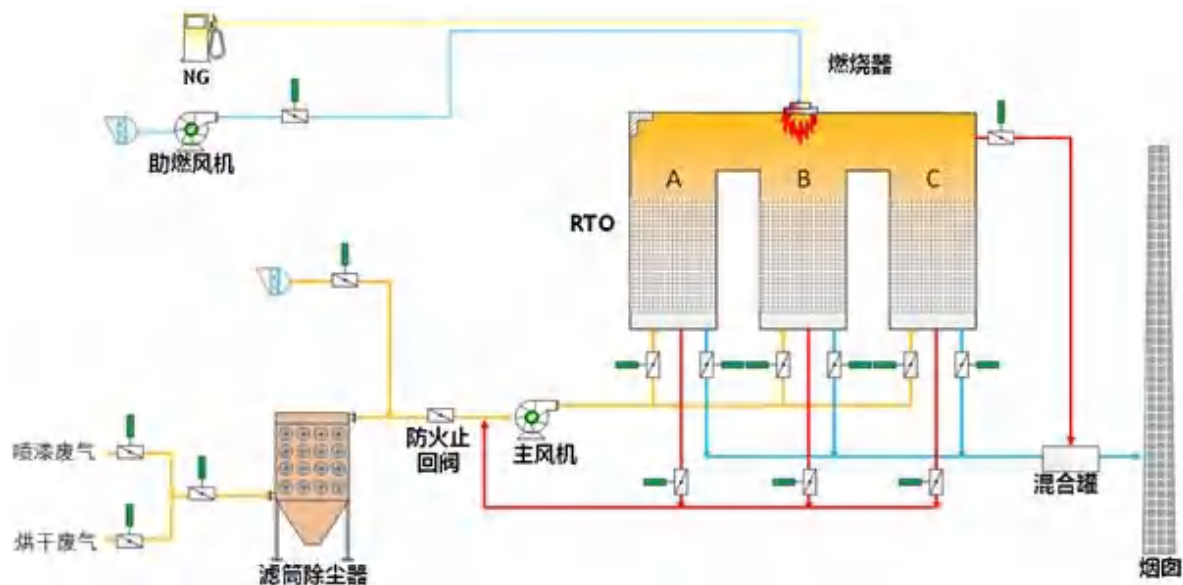 NG
燃烧器
助燃风机
A
B
C
RTO
防火止
回阀
主风机
喷漆废气
混合罐
烘干废气
滤筒除尘器
烟囱